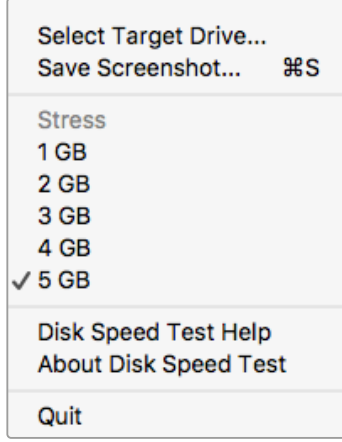 Select Target Drive...
Save Screenshot... ⌘S
Stress
1 GB
2 GB
3 GB
4 GB
✓ 5 GB
Disk Speed Test Help
About Disk Speed Test
Quit